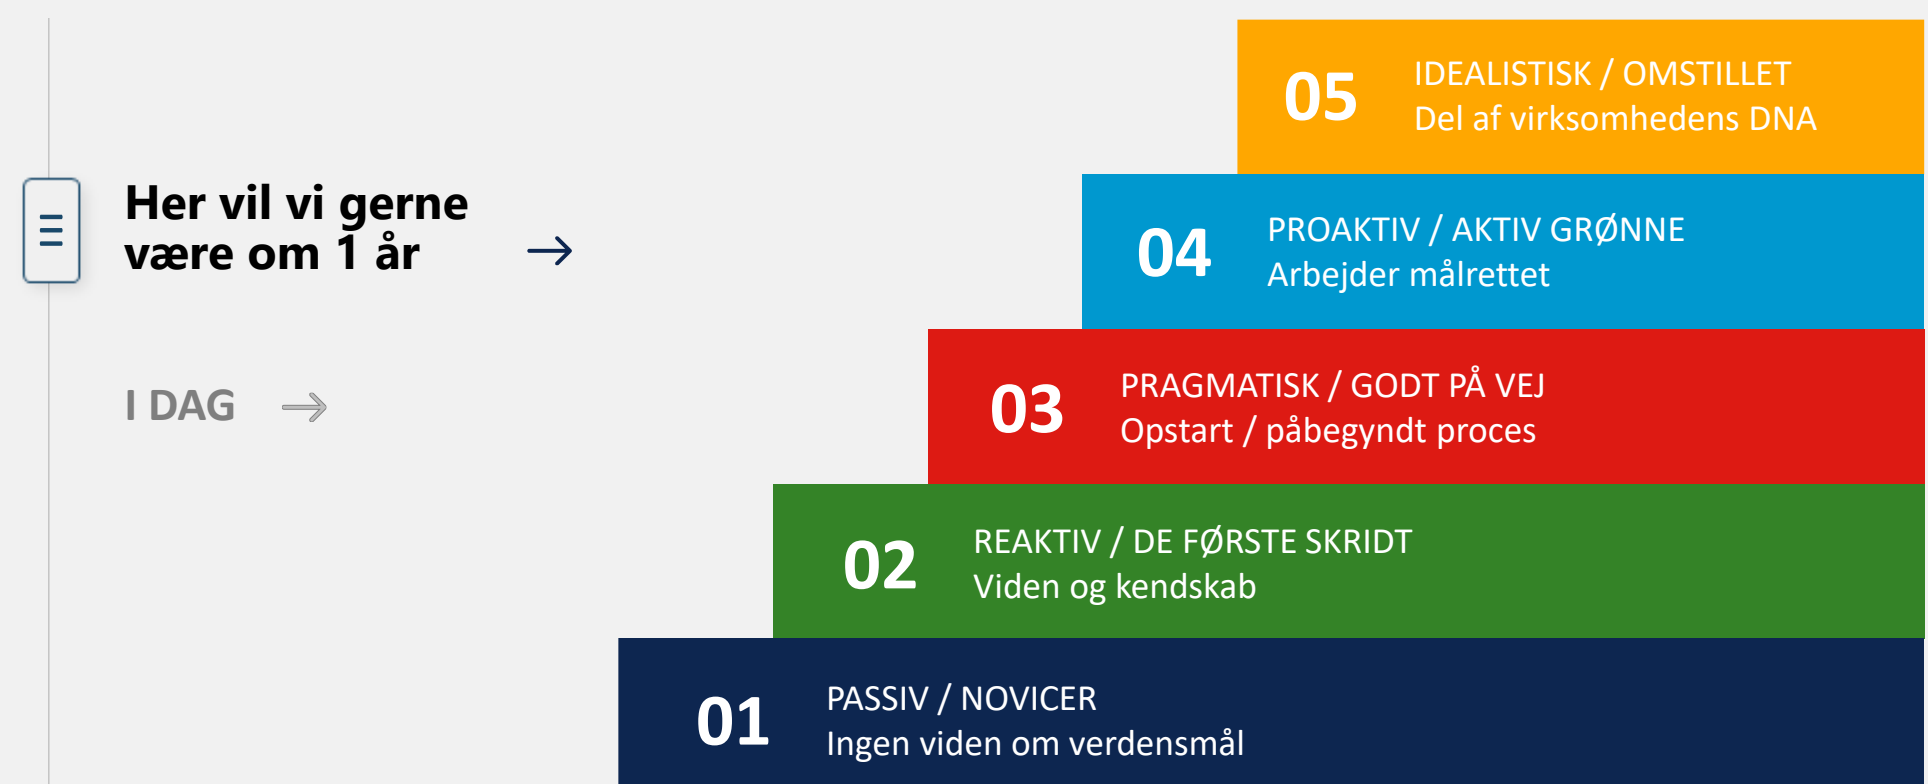 05
IDEALISTISK / OMSTILLET
Del af virksomhedens DNA
Her vil vi gerne
være om 1 år
04
PROAKTIV / AKTIV GRØNNE
Arbejder målrettet
I DAG
03
PRAGMATISK / GODT PÅ VEJ
Opstart / påbegyndt proces
02
REAKTIV / DE FØRSTE SKRIDT
Viden og kendskab
01
PASSIV / NOVICER
Ingen viden om verdensmål